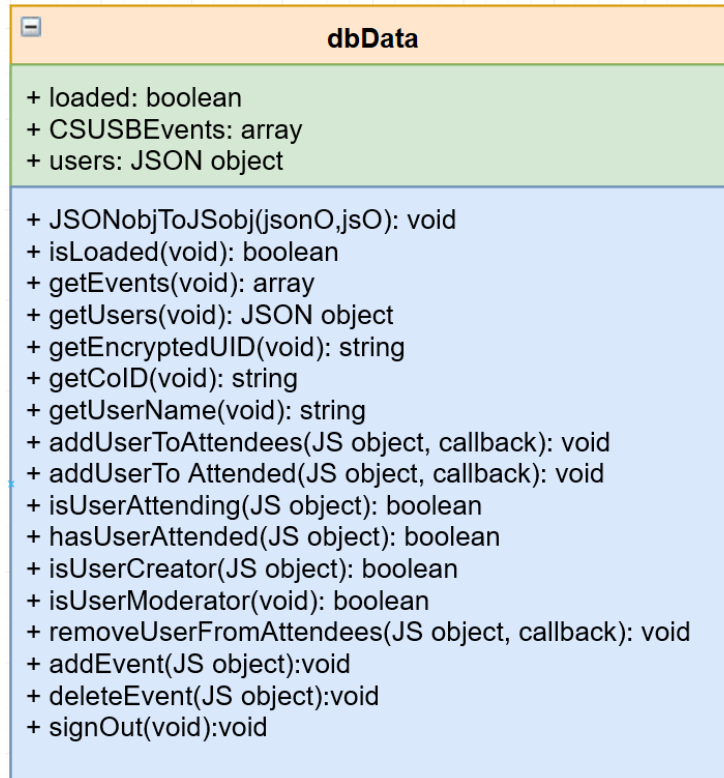 dbData
+ loaded: boolean
+ CSUSBEvents: array
+ users: JSON object
+ JSONobjToJSobj(jsonO,jsO): void
+ isLoaded(void): boolean
+ getEvents(void): array
+ getUsers(void): JSON object
+ getEncryptedUID(void): string
+ getCoID(void): string
+ getUserName(void): string
+ addUserToAttendees(JS object, callback): void
+ addUserTo Attended(JS object, callback): void
+ isUserAttending(JS object): boolean
+ hasUserAttended(JS object): boolean
+ isUserCreator(JS object): boolean
+ isUserModerator(void): boolean
+ removeUserFromAttendees(JS object, callback): void
+ addEvent(JS object):void
+ deleteEvent(JS object):void
+ signOut(void):void